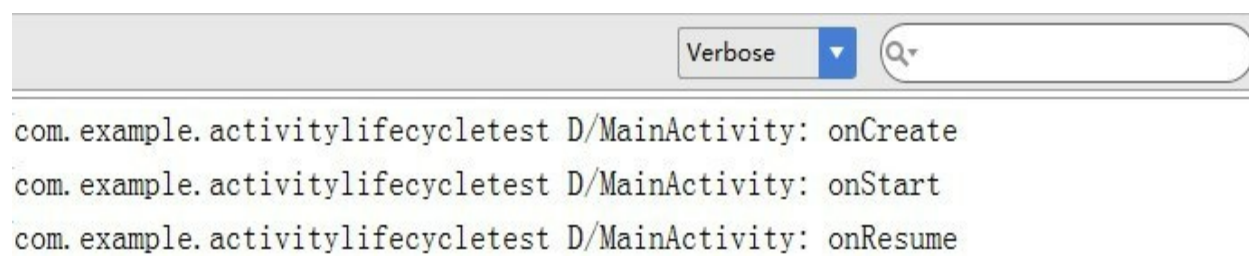 Verbose
com.example.activitylifecycletest D/MainActivity: onCreate
com.example.activitylifecycletest D/MainActivity: onStart
com.example.activitylifecycletest D/MainActivity: onResume